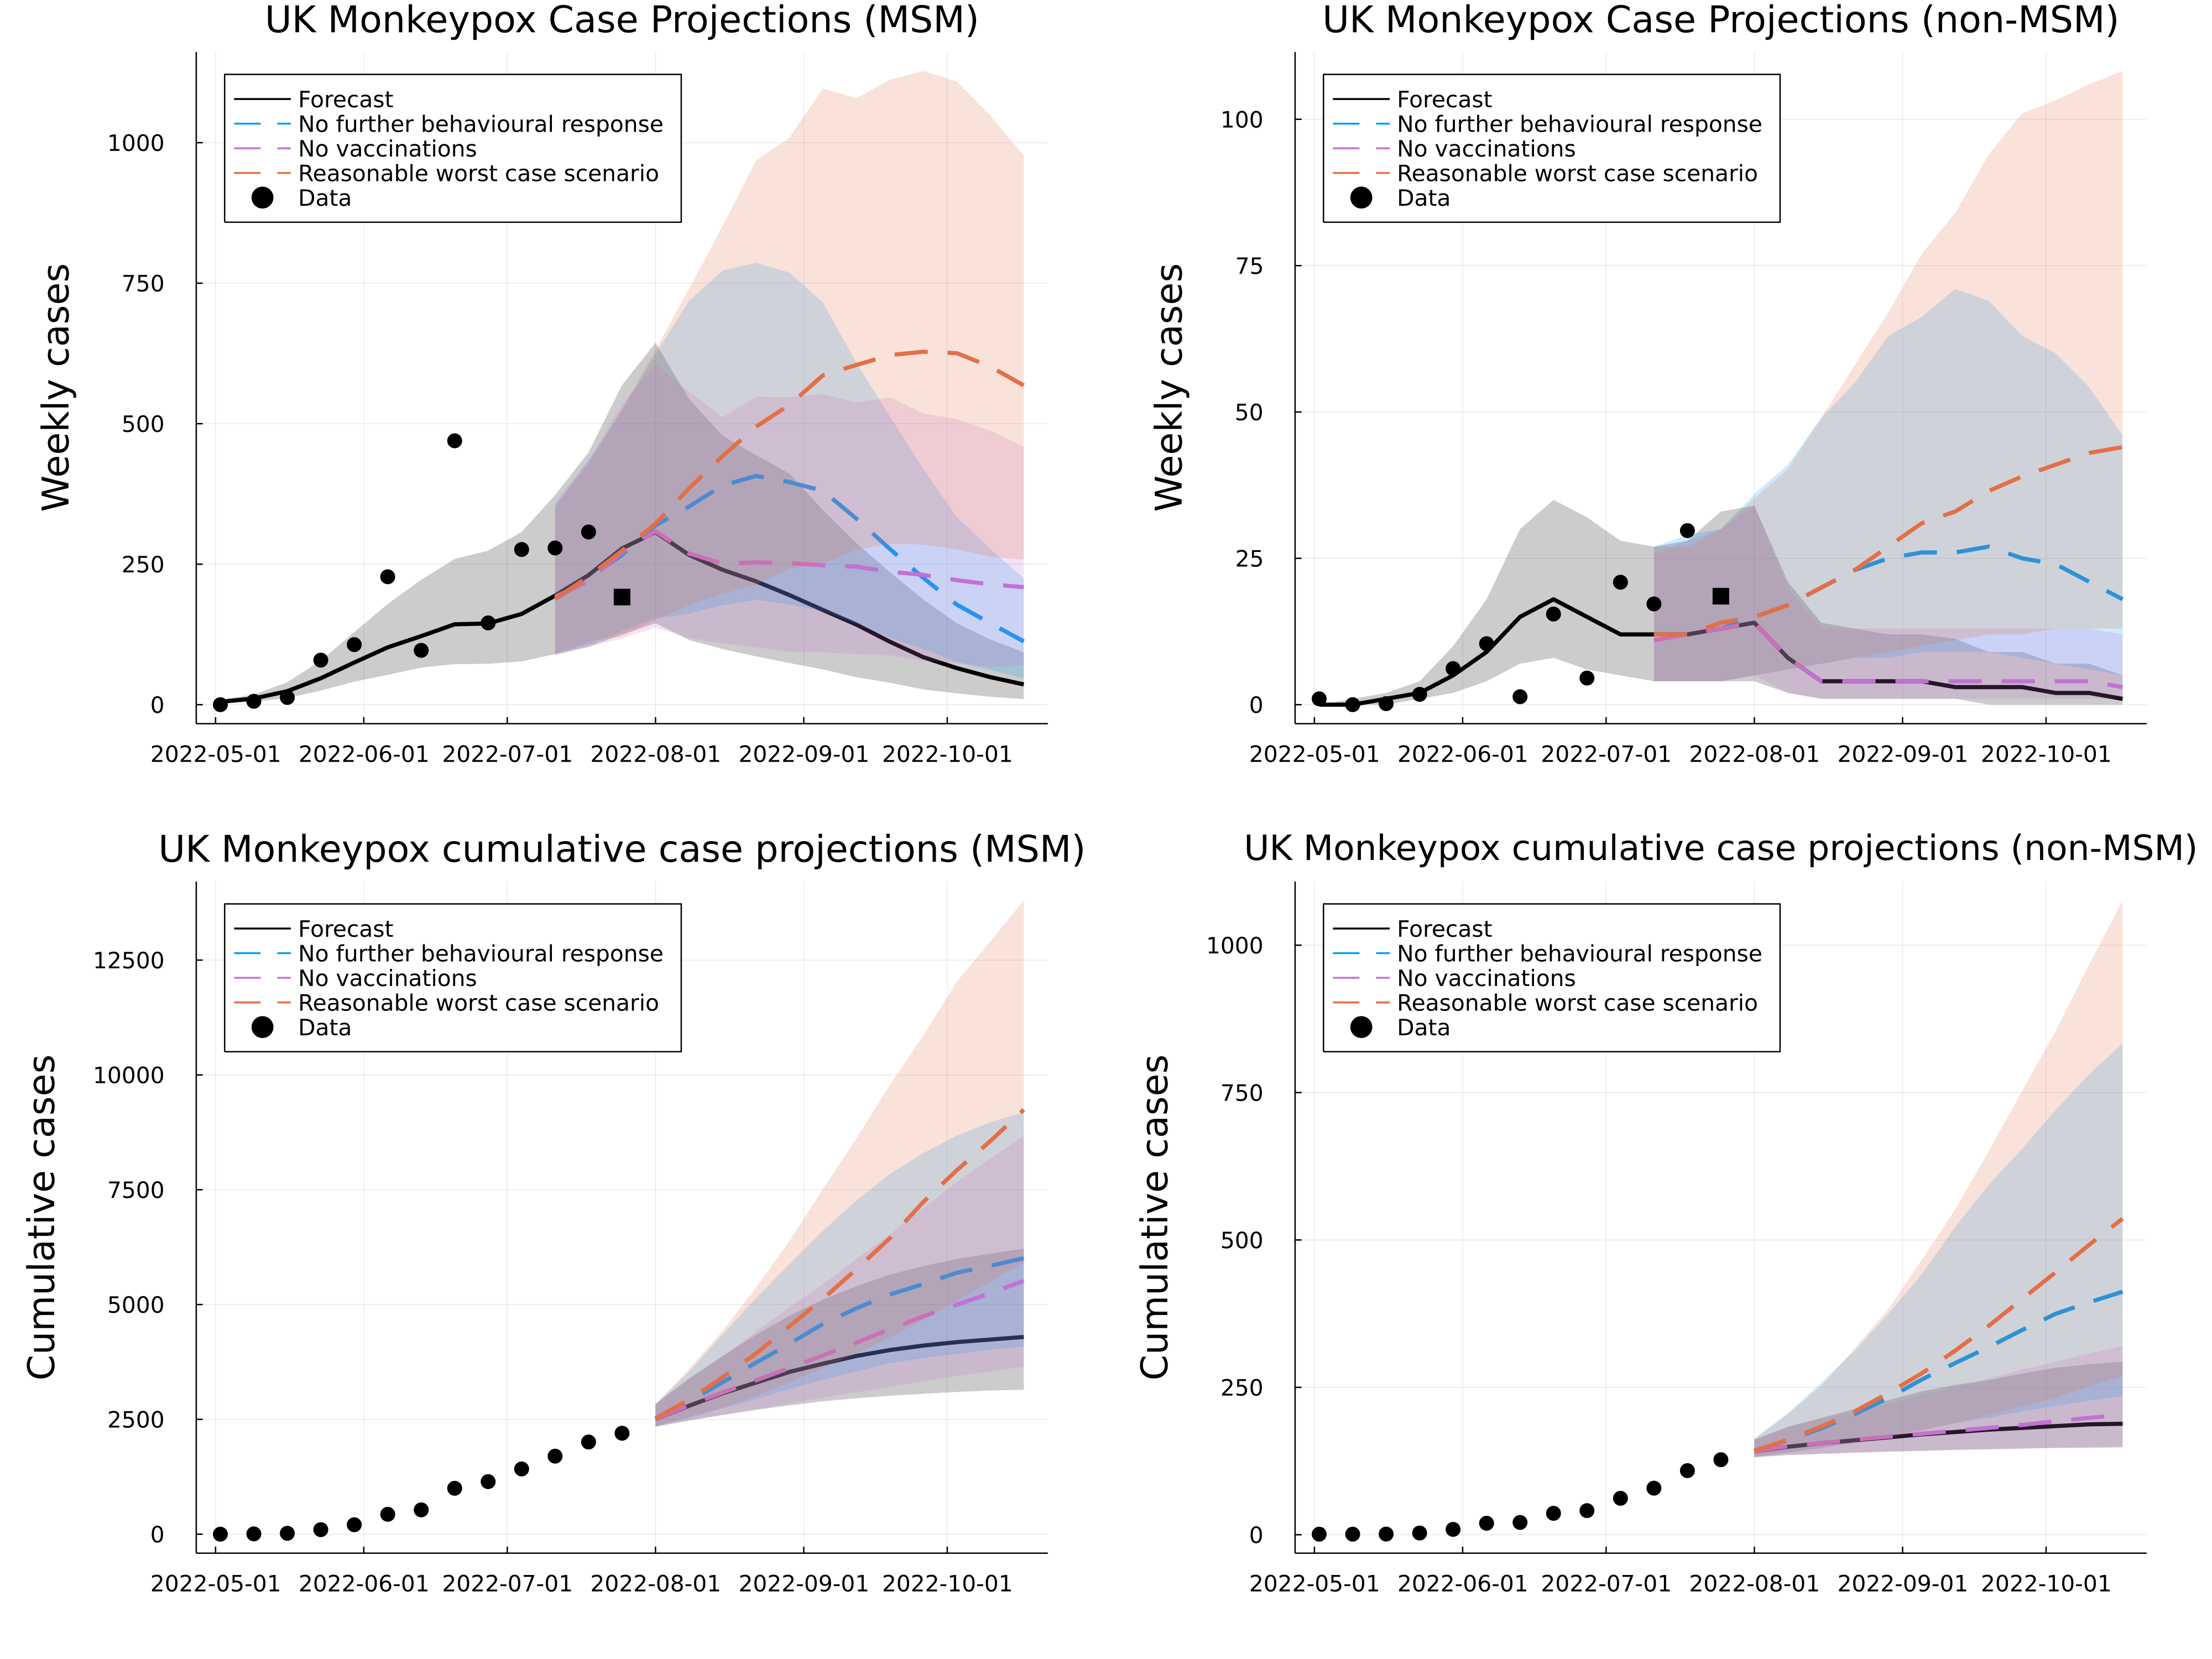 UK Monkeypox Case Projections (MSM)
Weekly cases
1000
750
500
250
0
Forecast
No further behavioural response
No vaccinations
Reasonable worst case scenario
Data
2022-05-01 2022-06-01 2022-07-01 2022-08-01 2022-09-01 2022-10-01
UK Monkeypox Case Projections (non-MSM)
Weekly cases
100
75
50
25
0
Forecast
No further behavioural response
No vaccinations
Reasonable worst case scenario
Data
2022-05-01 2022-06-01 2022-07-01 2022-08-01 2022-09-01 2022-10-01
UK Monkeypox cumulative case projections (MSM)
Cumulative cases
12500
10000
7500
5000
2500
0
Forecast
No further behavioural response
No vaccinations
Reasonable worst case scenario
Data
2022-05-01 2022-06-01 2022-07-01 2022-08-01 2022-09-01 2022-10-01
UK Monkeypox cumulative case projections (non-MSM)
Cumulative cases
1000
750
500
250
0
Forecast
No further behavioural response
No vaccinations
Reasonable worst case scenario
Data
2022-05-01 2022-06-01 2022-07-01 2022-08-01 2022-09-01 2022-10-01